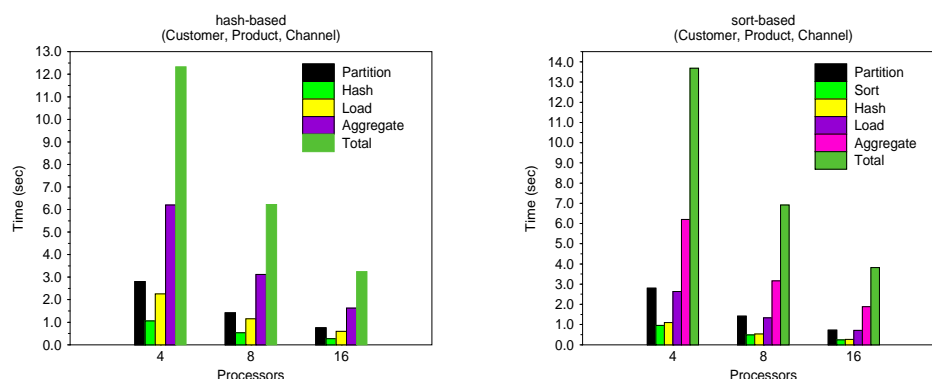 hash-based
(Customer, Product, Channel)
13.0
12.0
11.0
10.0
9.0
8.0
7.0
6.0
5.0
4.0
3.0
2.0
1.0
0.0
Time (sec)
Partition
Hash
Load
Aggregate
Total
4 8 16
Processors
sort-based
(Customer, Product, Channel)
14.0
13.0
12.0
11.0
10.0
9.0
8.0
7.0
6.0
5.0
4.0
3.0
2.0
1.0
0.0
Time (sec)
Partition
Sort
Hash
Load
Aggregate
Total
4 8 16
Processors